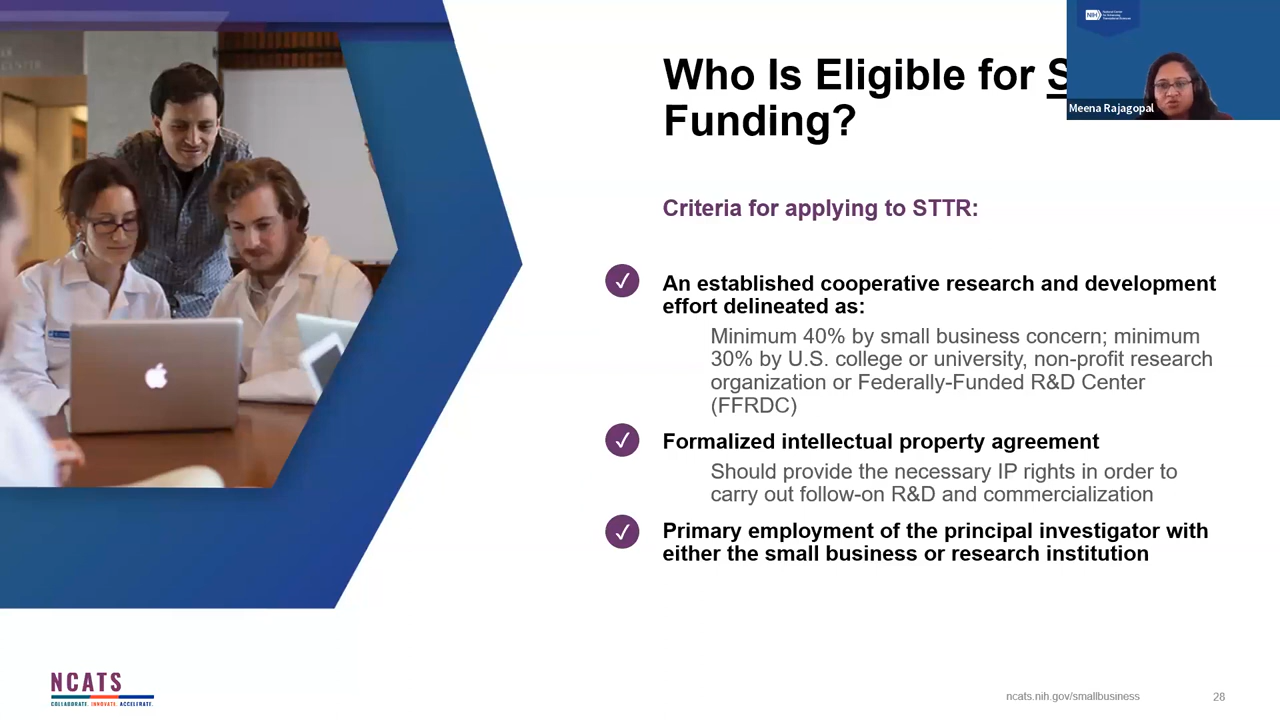 Who Is Eligible for S
Funding?
NIH
Meena Rajagopal
Criteria for applying to STTR:
✓ An established cooperative research and development
effort delineated as:
Minimum 40% by small business concern; minimum
30% by U.S. college or university, non-profit research
organization or Federally-Funded R&D Center
(FFRDC)
✓ Formalized intellectual property agreement
Should provide the necessary IP rights in order to
carry out follow-on R&D and commercialization
✓ Primary employment of the principal investigator with
either the small business or research institution
NCATS
COLLABORATE. INNOVATE. ACCELERATE.
ncats.nih.gov/smallbusiness
28